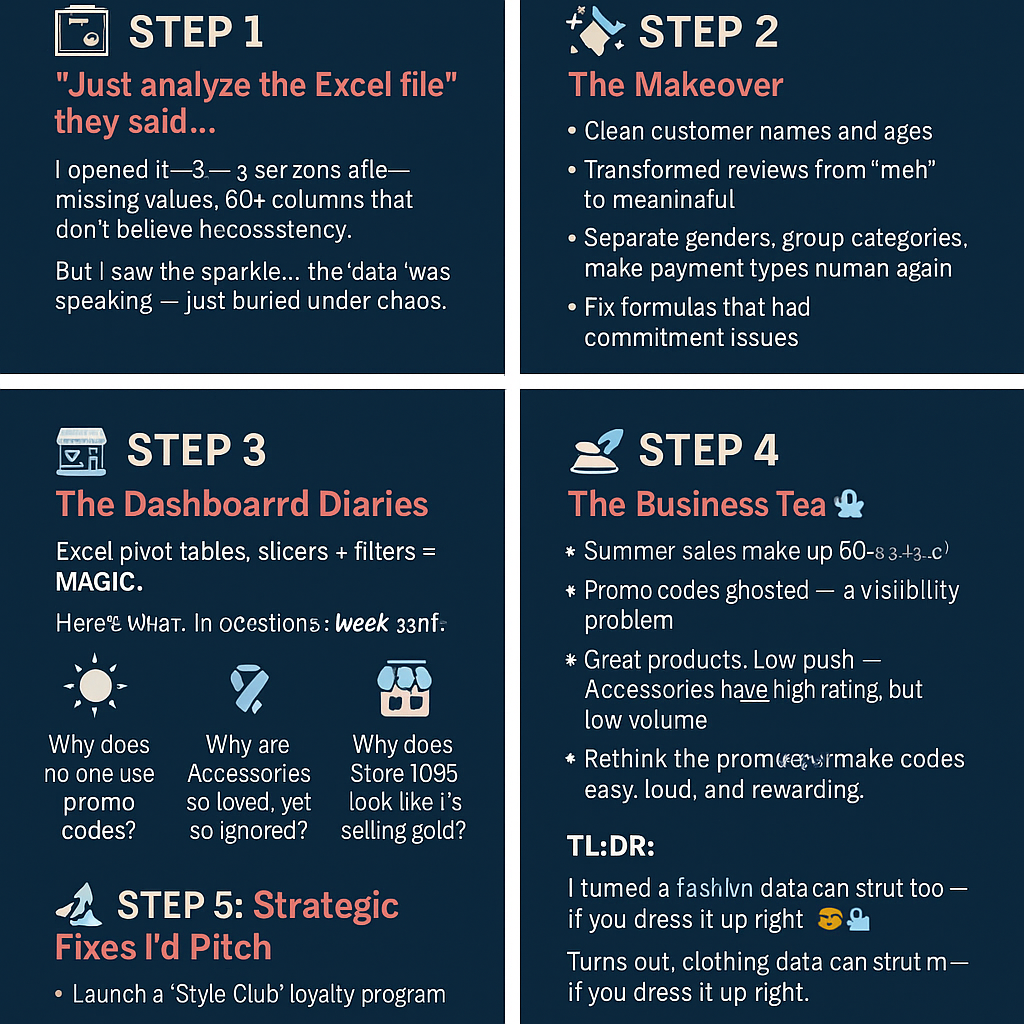 STEP 1
"Just analyze the Excel file"
they said...
I opened it—3— 3 ser zons afle—
missing values, 60+ columns that
don't believe hecossstency.
But I saw the sparkle... the ‘data ‘was
speaking — just buried under chaos.
STEP 2
The Makeover
• Clean customer names and ages
• Transformed reviews from “meh”
to meaninaful
• Separate genders, group categories,
make payment types numan again
• Fix formulas that had
commitment issues
STEP 3
The Dashboarrd Diaries
Excel pivot tables, slicers + filters =
MAGIC.
WHAT. In occestions: Week 33nf.
Why does
no one use
promo
codes?
Why are
Accessories
so loved, yet
so ignored?
Why does
Store 1095
look like i’s
selling gold?
STEP 5: Strategic
Fixes I'd Pitch
• Launch a ‘Style Club’ loyalty program
STEP 4
The Business Tea
* Summer sales make up 50-
* Promo codes ghosted — a visiibllity
problem
* Great products. Low push —
Accessories have high rating, but
low volume
* Rethink the make codes
easy. loud, and rewarding.
TL:DR:
I tumed a fashlvn data can strut too —
if you dress it up right
Turns out, clothing data can strut m—
if you dress it up right.